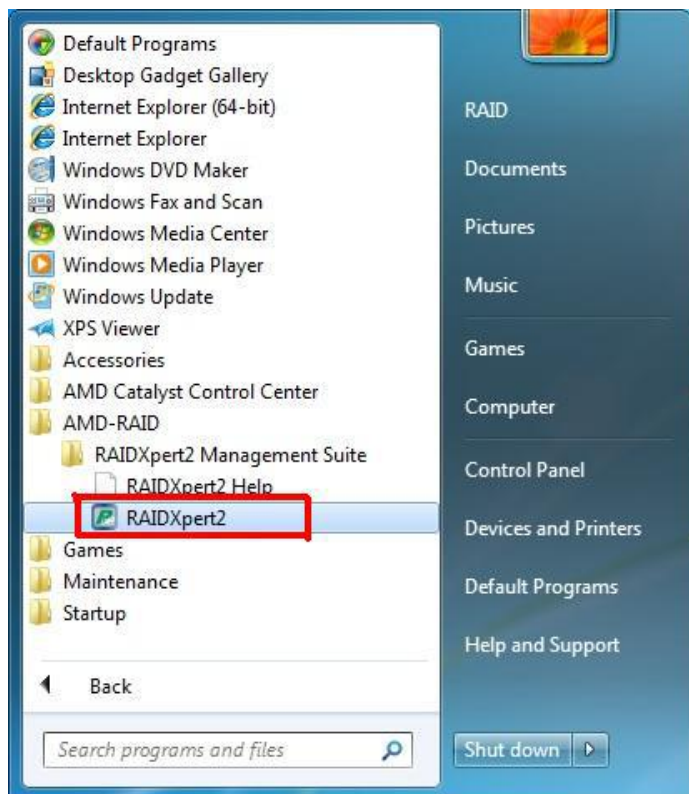 Default Programs
Desktop Gadget Gallery
Internet Explorer (64-bit)
Internet Explorer
Windows DVD Maker
Windows Fax and Scan
Windows Media Center
Windows Media Player
Windows Update
XPS Viewer
Accessories
AMD Catalyst Control Center
AMD-RAID
RAIDXpert2 Management Suite
RAIDXpert2 Help
RAIDXpert2
Games
Maintenance
Startup
Back
Search programs and files
RAID
Documents
Pictures
Music
Games
Computer
Control Panel
Devices and Printers
Default Programs
Help and Support
Shut down